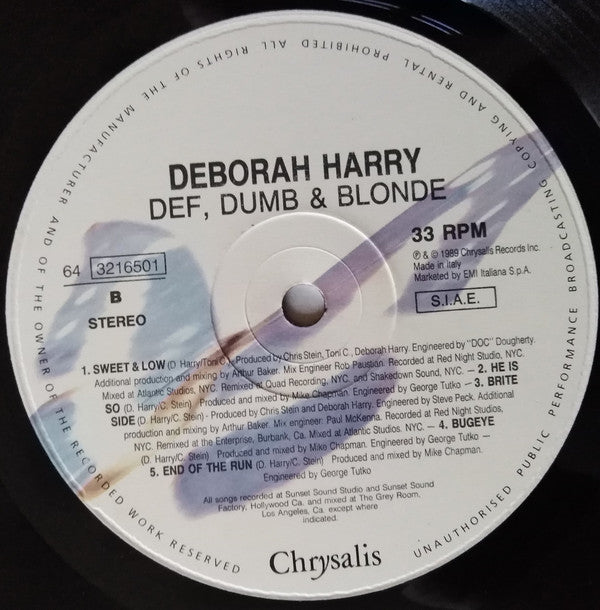 DEBORAH HARRY
DEF, DUMB & BLONDE
33 RPM
℗ & © 1989 Chrysalis Records Inc.
Made in Italy
Marketed by EMI Italiana S.p.A.
S.I.A.E.
64 3216501
B
STEREO
1. SWEET & LOW (D. Harry/Toni C.) - Produced by Chris Stein, Toni C., Deborah Harry. Engineered by "DOC" Dougherty.
Additional production and mixing by Arthur Baker. Mix Engineer Rob Paustian. Recorded at Red Night Studio, NYC.
Mixed at Atlantic Studios, NYC. Remixed at Quad Recording, NYC, and Shakedown Sound, NYC. – 2. HE IS
SO (D. Harry/C. Stein) - Produced and mixed by Mike Chapman. Engineered by George Tutko – 3. BRITE
SIDE (D. Harry/C. Stein) - Produced by Chris Stein and Deborah Harry. Engineered by Steve Peck. Additional
production and mixing by Arthur Baker. Mix engineer: Paul McKenna. Recorded at Red Night Studios,
NYC. Remixed at the Enterprise, Burbank, Ca. Mixed at Atlantic Studios. NYC. – 4. BUGEYE
(D. Harry/C. Stein) Produced and mixed by Mike Chapman. Engineered by George Tutko –
5. END OF THE RUN (D. Harry/C. Stein) Produced and mixed by Mike Chapman.
Engineered by George Tutko
All songs recorded at Sunset Sound Studio and Sunset Sound
Factory, Hollywood Ca. and mixed at The Grey Room,
Los Angeles, Ca. except where
indicated.
Chrysalis
ALL RIGHTS OF THE MANUFACTURER AND OF THE OWNER OF THE RECORDED WORK RESERVED
UNAUTHORISED PUBLIC PERFORMANCE BROADCASTING COPYING AND RENTAL PROHIBITED